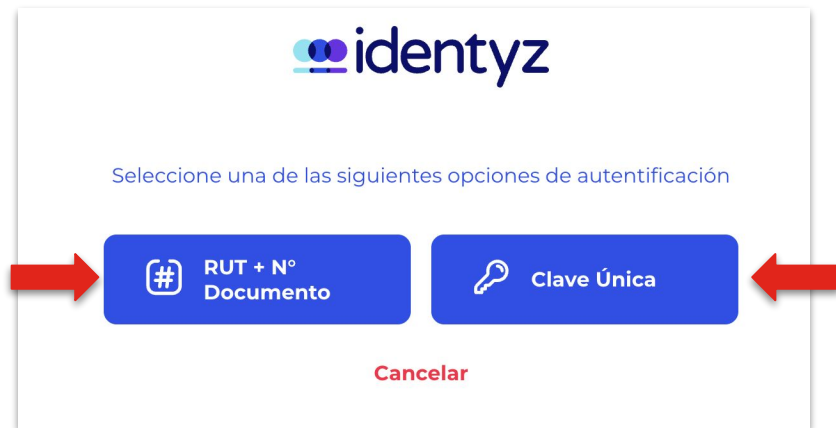 identyz
Seleccione una de las siguientes opciones de autentificación
RUT + N°
Documento
Clave Única
Cancelar